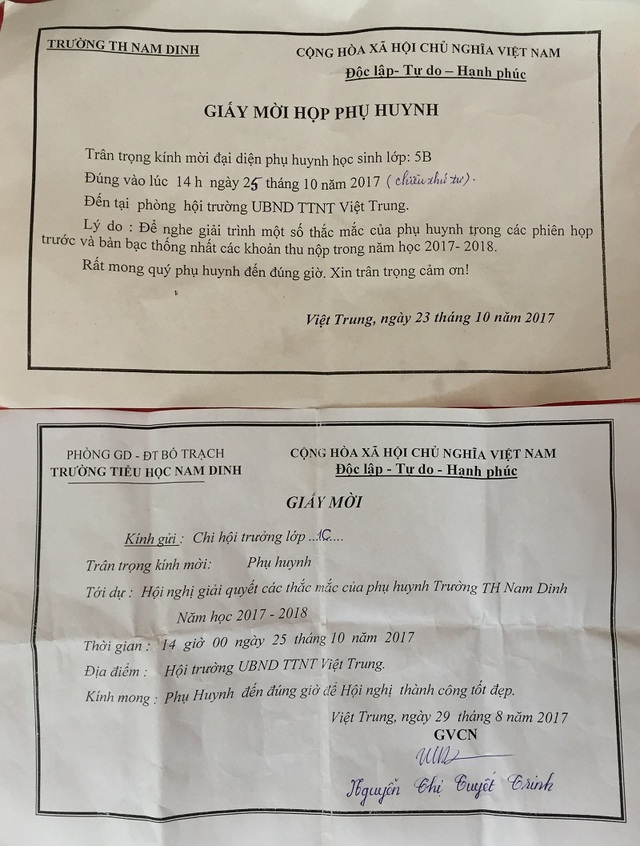 TRƯỜNG TH NAM DINH
CỘNG HÒA XÃ HỘI CHỦ NGHĨA VIỆT NAM
Độc lập- Tự do – Hạnh phúc
GIẤY MỜI HỌP PHỤ HUYNH
Trân trọng kính mời đại diện phụ huynh học sinh lớp: 5B
Đúng vào lúc 14 h ngày 25 tháng 10 năm 2017 (chiều thứ tư).
Đến tại phòng hội trường UBND TTNT Việt Trung.
Lý do : Để nghe giải trình một số thắc mắc của phụ huynh trong các phiên họp
trước và bàn bạc thống nhất các khoản thu nộp trong năm học 2017- 2018.
Rất mong quý phụ huynh đến đúng giờ. Xin trân trọng cảm ơn!
Việt Trung, ngày 23 tháng 10 năm 2017
PHÒNG GD - ĐT BỐ TRẠCH
TRƯỜNG TIỂU HỌC NAM DINH
CỘNG HÒA XÃ HỘI CHỦ NGHĨA VIỆT NAM
Độc lập - Tự do - Hạnh phúc
GIẤY MỜI
Kính gửi : Chi hội trưởng lớp ...1C....
Trân trọng kính mời: Phụ huynh
Tới dự : Hội nghị giải quyết các thắc mắc của phụ huynh Trường TH Nam Dinh
Năm học 2017 - 2018
Thời gian : 14 giờ 00 ngày 25 tháng 10 năm 2017
Địa điểm : Hội trường UBND TTNT Việt Trung.
Kính mong : Phụ Huynh đến đúng giờ để Hội nghị thành công tốt đẹp.
Việt Trung, ngày 29 tháng 8 năm 2017
GVCN
Nguyễn Thị Tuyết Trinh